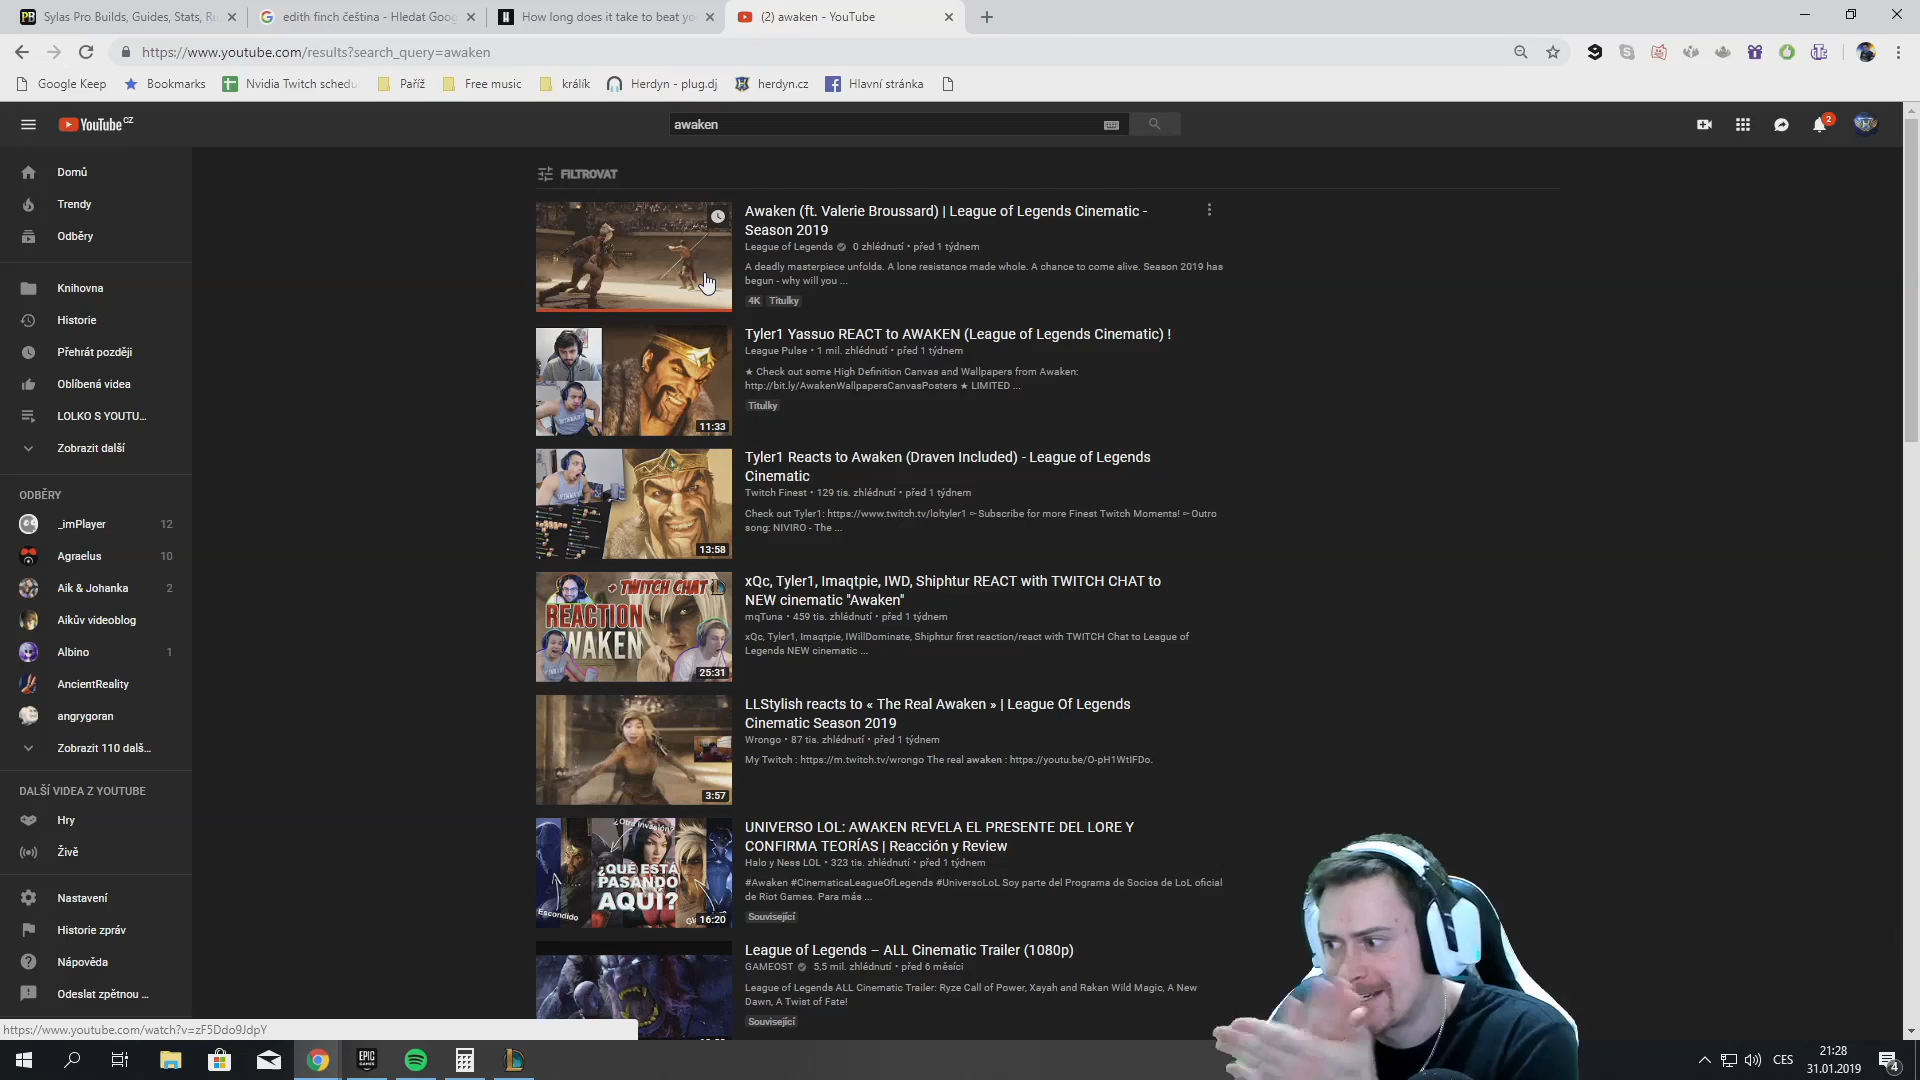 Sylas Pro Builds, Guides, Stats, Ru
edith finch čeština - Hledat Goog
How long does it take to beat yo
(2) awaken - YouTube
https://www.youtube.com/results?search_query=awaken
Google Keep
Bookmarks
Nvidia Twitch schedu
Paříž
Free music
králík
Herdyn - plug.dj
herdyn.cz
Hlavní stránka
YouTube CZ
awaken
2
Domů
Trendy
Odběry
Knihovna
Historie
Přehrát později
Oblíbená videa
LOLKO S YOUTU...
Zobrazit další
ODBĚRY
_imPlayer 12
Agraelus 10
Aik & Johanka 2
Aikův videoblog
Albino 1
AncientReality
angrygoran
Zobrazit 110 dalš...
DALŠÍ VIDEA Z YOUTUBE
Hry
Živě
Nastavení
Historie zpráv
Nápověda
Odeslat zpětnou ...
FILTROVAT
Awaken (ft. Valerie Broussard) | League of Legends Cinematic -
Season 2019
League of Legends 0 zhlédnutí • před 1 týdnem
A deadly masterpiece unfolds. A lone resistance made whole. A chance to come alive. Season 2019 has
begun - why will you ...
4K Titulky
11:33
Tyler1 Yassuo REACT to AWAKEN (League of Legends Cinematic) !
League Pulse • 1 mil. zhlédnutí • před 1 týdnem
★ Check out some High Definition Canvas and Wallpapers from Awaken:
http://bit.ly/AwakenWallpapersCanvasPosters ★ LIMITED ...
Titulky
13:58
Tyler1 Reacts to Awaken (Draven Included) - League of Legends
Cinematic
Twitch Finest • 129 tis. zhlédnutí • před 1 týdnem
Check out Tyler1: https://www.twitch.tv/loltyler1 ➳Subscribe for more Finest Twitch Moments! ➳Outro
song: NIVIRO - The ...
+ TWITCH CHAT
REACTION
AWAKEN
25:31
xQc, Tyler1, Imaqtpie, IWD, Shiphtur REACT with TWITCH CHAT to
NEW cinematic "Awaken"
mqTuna • 459 tis. zhlédnutí • před 1 týdnem
xQc, Tyler1, Imaqtpie, IWillDominate, Shiphtur first reaction/react with TWITCH Chat to League of
Legends NEW cinematic ...
3:57
LLStylish reacts to « The Real Awaken » | League Of Legends
Cinematic Season 2019
Wrongo • 87 tis. zhlédnutí • před 1 týdnem
My Twitch : https://m.twitch.tv/wrongo The real awaken : https://youtu.be/O-pH1WtIFDo.
¿Otra invasión?
¿QUÉ ESTÁ
PASANDO
AQUÍ?
Escondido
16:20
UNIVERSO LOL: AWAKEN REVELA EL PRESENTE DEL LORE Y
CONFIRMA TEORÍAS | Reacción y Review
Halo y Ness LOL • 323 tis. zhlédnutí • před 1 týdnem
#Awaken #CinematicaLeagueOfLegends #UniversoLoL Soy parte del Programa de Socios de LoL oficial
de Riot Games. Para más ...
Související
League of Legends – ALL Cinematic Trailer (1080p)
GAMEOST 5,5 mil. zhlédnutí • před 6 měsíci
League of Legends ALL Cinematic Trailer: Ryze Call of Power, Xayah and Rakan Wild Magic, A New
Dawn, A Twist of Fate!
Související
https://www.youtube.com/watch?v=zF5Ddo9JdpY
EPIC GAMES
CES
21:28
31.01.2019
4